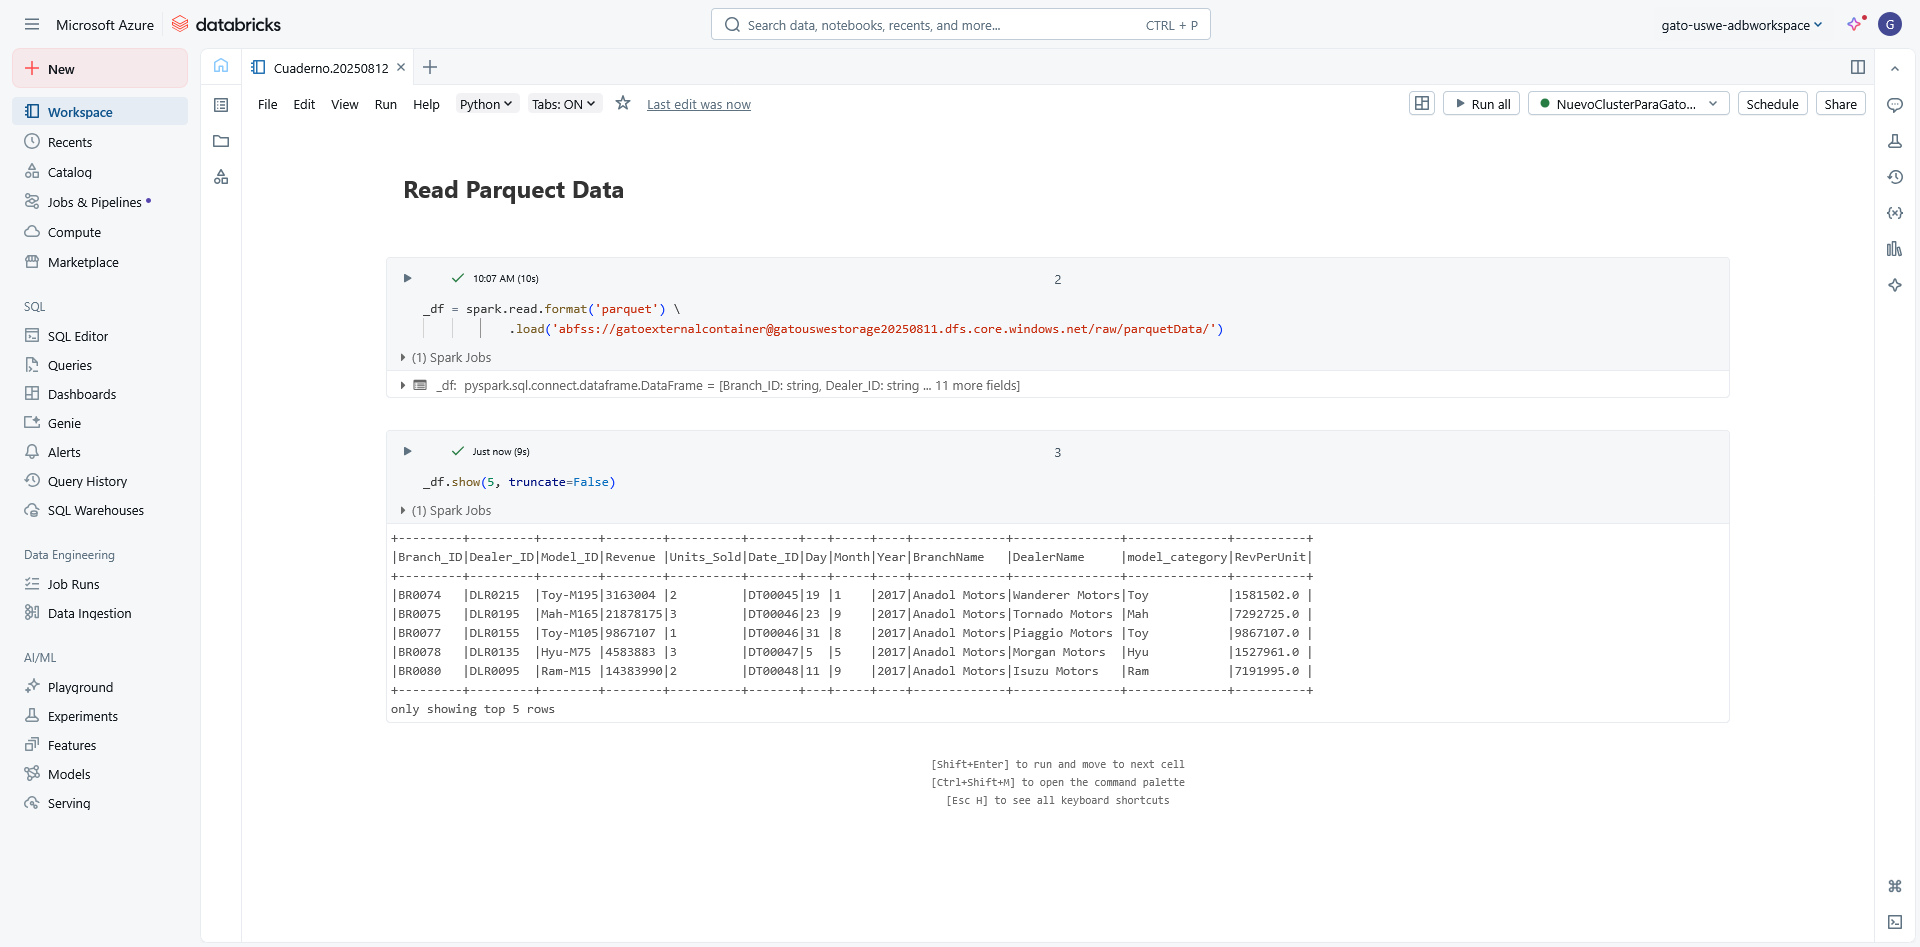 Microsoft Azure
databricks
Search data, notebooks, recents, and more...
CTRL + P
gato-uswe-adbworkspace
G
New
Workspace
Recents
Catalog
Jobs & Pipelines
Compute
Marketplace
SQL
SQL Editor
Queries
Dashboards
Genie
Alerts
Query History
SQL Warehouses
Data Engineering
Job Runs
Data Ingestion
AI/ML
Playground
Experiments
Features
Models
Serving
Cuaderno.20250812
File Edit View Run Help Python Tabs: ON Last edit was now
Run all
NuevoClusterParaGato...
Schedule
Share
Read Parquect Data
10:07 AM (10s)
2
_df = spark.read.format('parquet') \
.load('abfss://gatoexternalcontainer@gatouswestorage20250811.dfs.core.windows.net/raw/parquetData/')
(1) Spark Jobs
_df: pyspark.sql.connect.dataframe.DataFrame = [Branch_ID: string, Dealer_ID: string ... 11 more fields]
Just now (9s)
3
_df.show(5, truncate=False)
(1) Spark Jobs
+---------+---------+--------+--------+----------+-------+---+-----+----+-------------+---------------+--------------+----------+
|Branch_ID|Dealer_ID|Model_ID|Revenue |Units_Sold|Date_ID|Day|Month|Year|BranchName   |DealerName     |model_category|RevPerUnit|
+---------+---------+--------+--------+----------+-------+---+-----+----+-------------+---------------+--------------+----------+
|BR0074   |DLR0215  |Toy-M195|3163004 |2         |DT00045|19 |1    |2017|Anadol Motors|Wanderer Motors|Toy           |1581502.0 |
|BR0075   |DLR0195  |Mah-M165|21878175|3         |DT00046|23 |9    |2017|Anadol Motors|Tornado Motors |Mah           |7292725.0 |
|BR0077   |DLR0155  |Toy-M105|9867107 |1         |DT00046|31 |8    |2017|Anadol Motors|Piaggio Motors |Toy           |9867107.0 |
|BR0078   |DLR0135  |Hyu-M75 |4583883 |3         |DT00047|5  |5    |2017|Anadol Motors|Morgan Motors  |Hyu           |1527961.0 |
|BR0080   |DLR0095  |Ram-M15 |14383990|2         |DT00048|11 |9    |2017|Anadol Motors|Isuzu Motors   |Ram           |7191995.0 |
+---------+---------+--------+--------+----------+-------+---+-----+----+-------------+---------------+--------------+----------+
only showing top 5 rows
[Shift+Enter] to run and move to next cell
[Ctrl+Shift+M] to open the command palette
[Esc H] to see all keyboard shortcuts